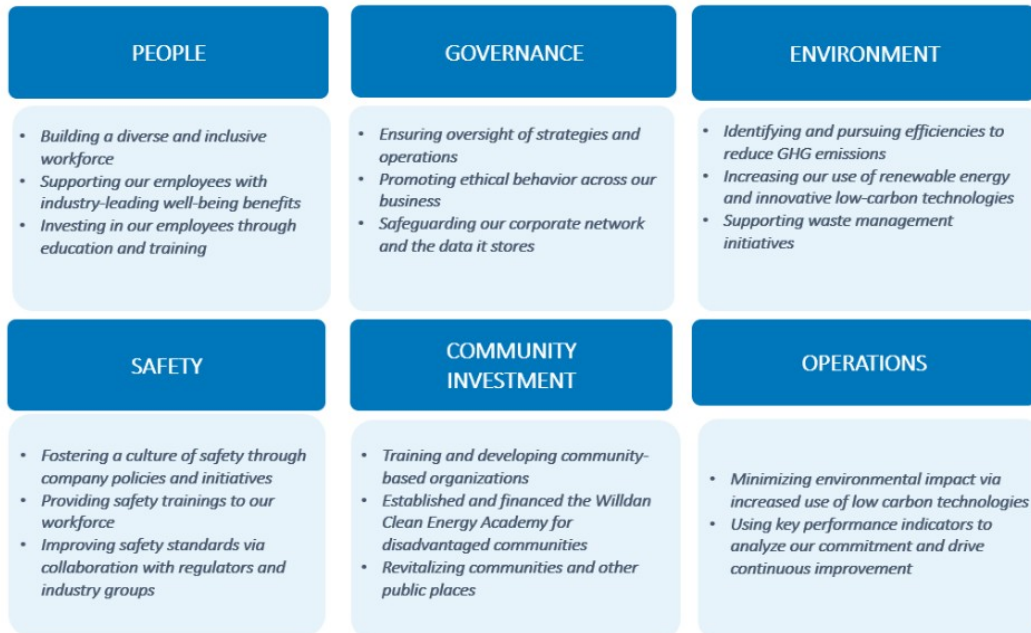 PEOPLE
• Building a diverse and inclusive
workforce
• Supporting our employees with
industry-leading well-being benefits
• Investing in our employees through
education and training
GOVERNANCE
• Ensuring oversight of strategies and
operations
• Promoting ethical behavior across our
business
• Safeguarding our corporate network
and the data it stores
ENVIRONMENT
• Identifying and pursuing efficiencies to
reduce GHG emissions
• Increasing our use of renewable energy
and innovative low-carbon technologies
• Supporting waste management
initiatives
SAFETY
• Fostering a culture of safety through
company policies and initiatives
• Providing safety trainings to our
workforce
• Improving safety standards via
collaboration with regulators and
industry groups
COMMUNITY
INVESTMENT
• Training and developing community-
based organizations
• Established and financed the Willdan
Clean Energy Academy for
disadvantaged communities
• Revitalizing communities and other
public places
OPERATIONS
• Minimizing environmental impact via
increased use of low carbon technologies
• Using key performance indicators to
analyze our commitment and drive
continuous improvement